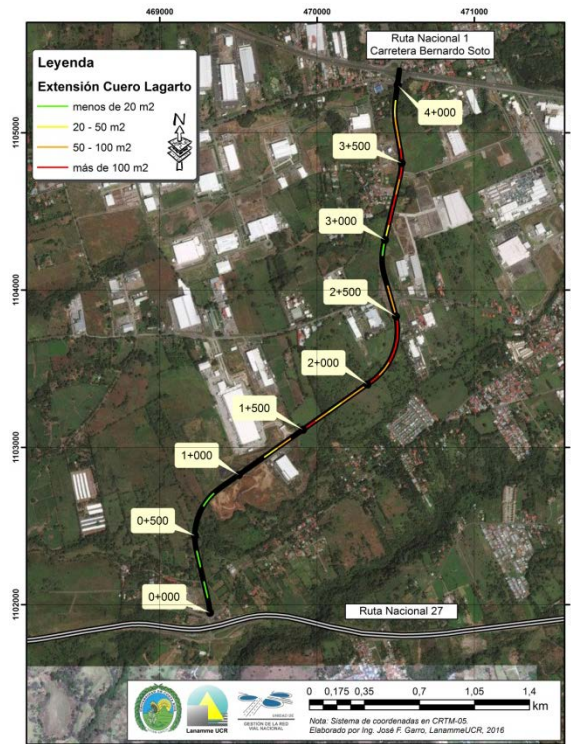 469000
470000
471000
Ruta Nacional 1
Carretera Bernardo Soto
Leyenda
Extensión Cuero Lagarto
menos de 20 m2
20 - 50 m2
50 - 100 m2
más de 100 m2
N
1105000
1104000
1103000
1102000
4+000
3+500
3+000
2+500
2+000
1+500
1+000
0+500
0+000
Ruta Nacional 27
Lanamme UCR
UNIDAD DE
GESTIÓN DE LA RED
VIAL NACIONAL
0 0,175 0,35 0,7 1,05 1,4
km
Nota: Sistema de coordenadas en CRTM-05.
Elaborado por Ing. José F. Garro, LanammeUCR, 2016